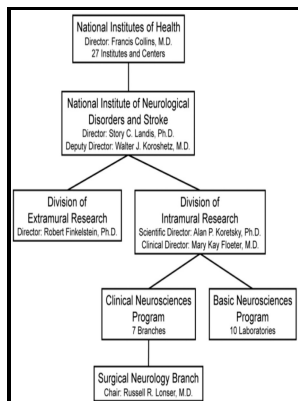 National Institutes of Health
Director: Francis Collins, M.D.
27 Institutes and Centers
National Institute of Neurological
Disorders and Stroke
Director: Story C. Landis, Ph.D.
Deputy Director: Walter J. Koroshetz, M.D.
Division of
Extramural Research
Director: Robert Finkelstein, Ph.D.
Division of
Intramural Research
Scientific Director: Alan P. Koretsky, Ph.D.
Clinical Director: Mary Kay Floeter, M.D.
Clinical Neurosciences
Program
7 Branches
Basic Neurosciences
Program
10 Laboratories
Surgical Neurology Branch
Chair: Russell R. Lonser, M.D.